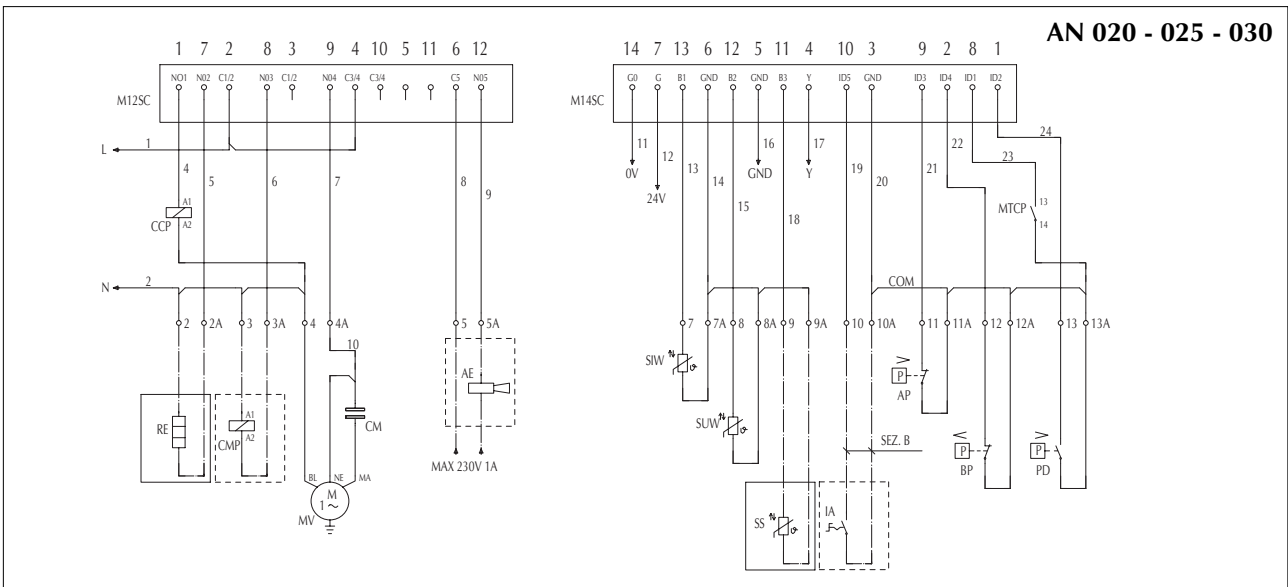 AN 020 - 025 - 030
1 7 2 8 3 9 4 10 5 11 6 12
NO1 N02 C1/2 N03 C1/2 N04 C3/4 C3/4 C5 N05
M12SC
L 1
4 5 6 7 8 9
A1
CCP A2
N 2
2 2A 3 3A 4 4A 5 5A
10
AE
RE
A1
CMP A2
CM
MAX 230V 1A
BL NE MA
M
1 ~
MV
14 7 13 6 12 5 11 4 10 3 9 2 8 1
G0 G B1 GND B2 GND B3 Y ID5 GND ID3 ID4 ID1 ID2
M14SC
11 12 13 14 15 16 17 18 19 20 21 22 23 24
0V 24V GND Y
MTCP 13
14
COM
7 7A 8 8A 9 9A 10 10A 11 11A 12 12A 13 13A
SIW
>
P
AP
SUW
SEZ. B
<
P
BP
>
P
PD
SS
IA